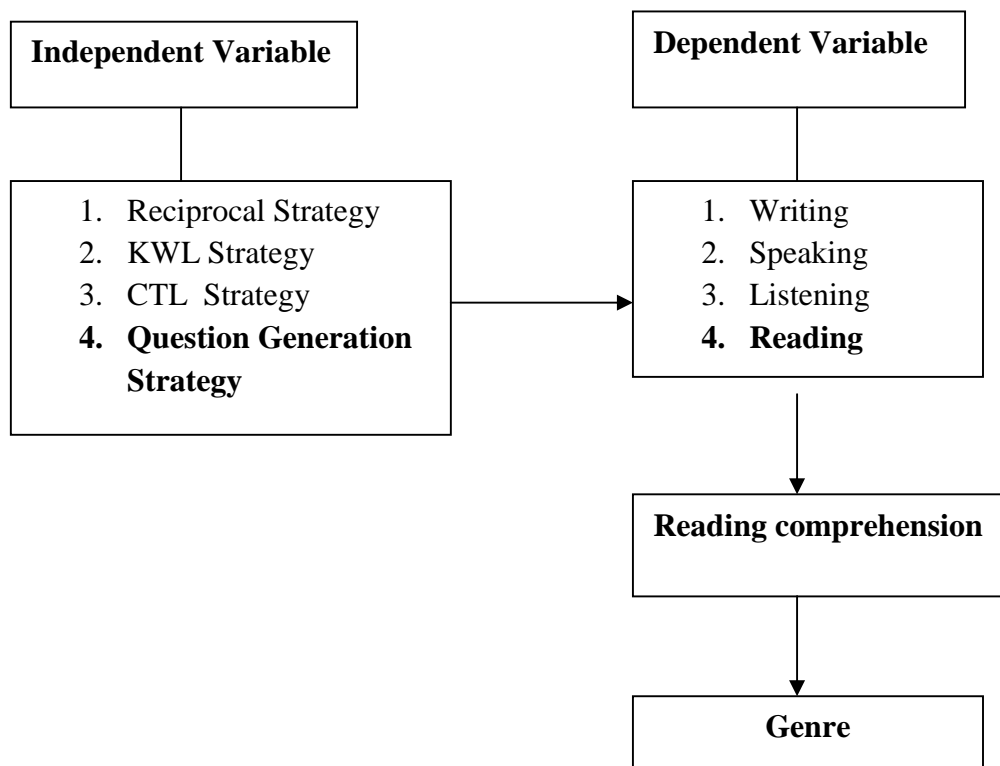 Independent Variable
Dependent Variable
1. Reciprocal Strategy
2. KWL Strategy
3. CTL Strategy
4. Question Generation
Strategy
1. Writing
2. Speaking
3. Listening
4. Reading
Reading comprehension
Genre